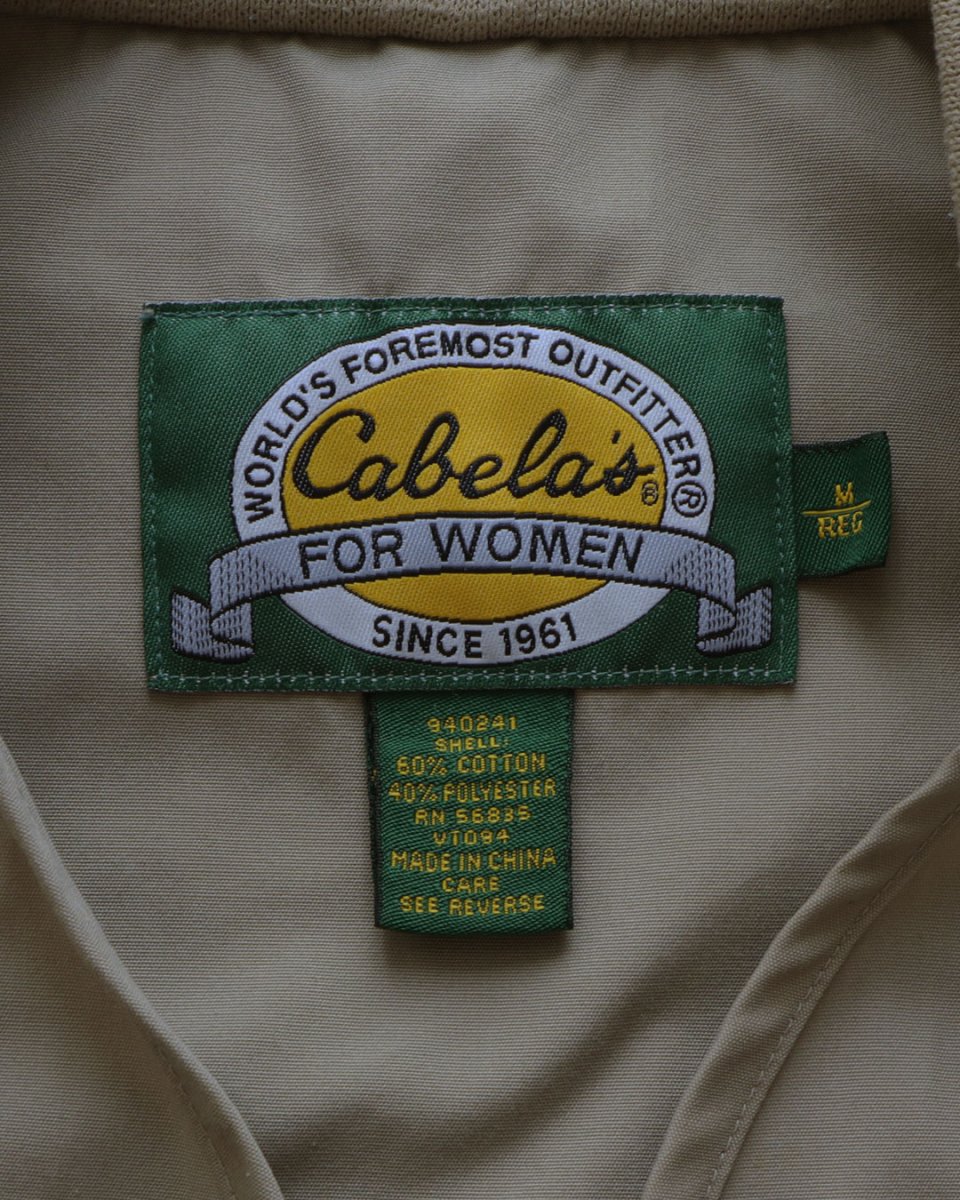 WORLD'S FOREMOST OUTFITTER®
Cabela's®
FOR WOMEN
SINCE 1961
M
REG
940241
SHELL:
60% COTTON
40% POLYESTER
RN 56835
VT094
MADE IN CHINA
CARE
SEE REVERSE